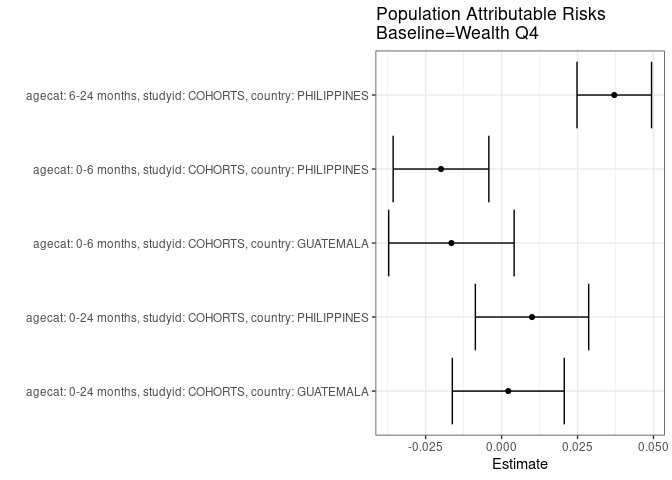 Population Attributable Risks
Baseline=Wealth Q4
agecat: 6-24 months, studyid: COHORTS, country: PHILIPPINES
agecat: 0-6 months, studyid: COHORTS, country: PHILIPPINES
agecat: 0-6 months, studyid: COHORTS, country: GUATEMALA
agecat: 0-24 months, studyid: COHORTS, country: PHILIPPINES
agecat: 0-24 months, studyid: COHORTS, country: GUATEMALA
-0.025 0.000 0.025 0.050
Estimate